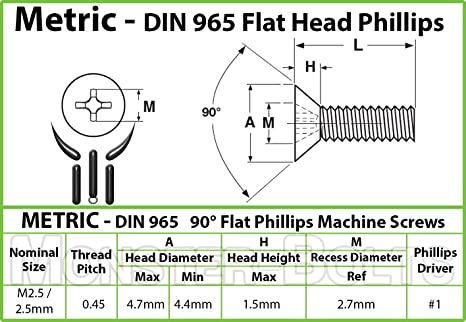 Metric - DIN 965 Flat Head Phillips
L
H
M
90°
A
M
METRIC - DIN 965 90° Flat Phillips Machine Screws
Nominal Size
Thread Pitch
A
Head Diameter
Max
Min
H
Head Height
Max
M
Recess Diameter
Ref
Phillips Driver
M2.5 / 2.5mm
0.45
4.7mm
4.4mm
1.5mm
2.7mm
#1
MONSTER BOLTS